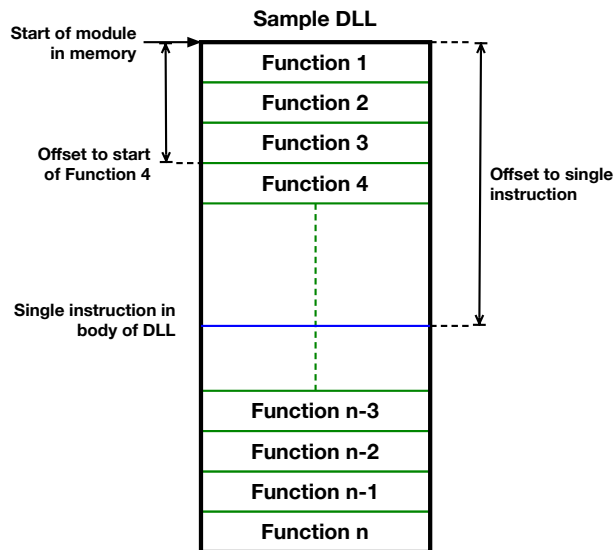 Sample DLL
Start of module
in memory
Function 1
Function 2
Function 3
Offset to start
of Function 4
Function 4
Offset to single
instruction
Single instruction in
body of DLL
Function n-3
Function n-2
Function n-1
Function n